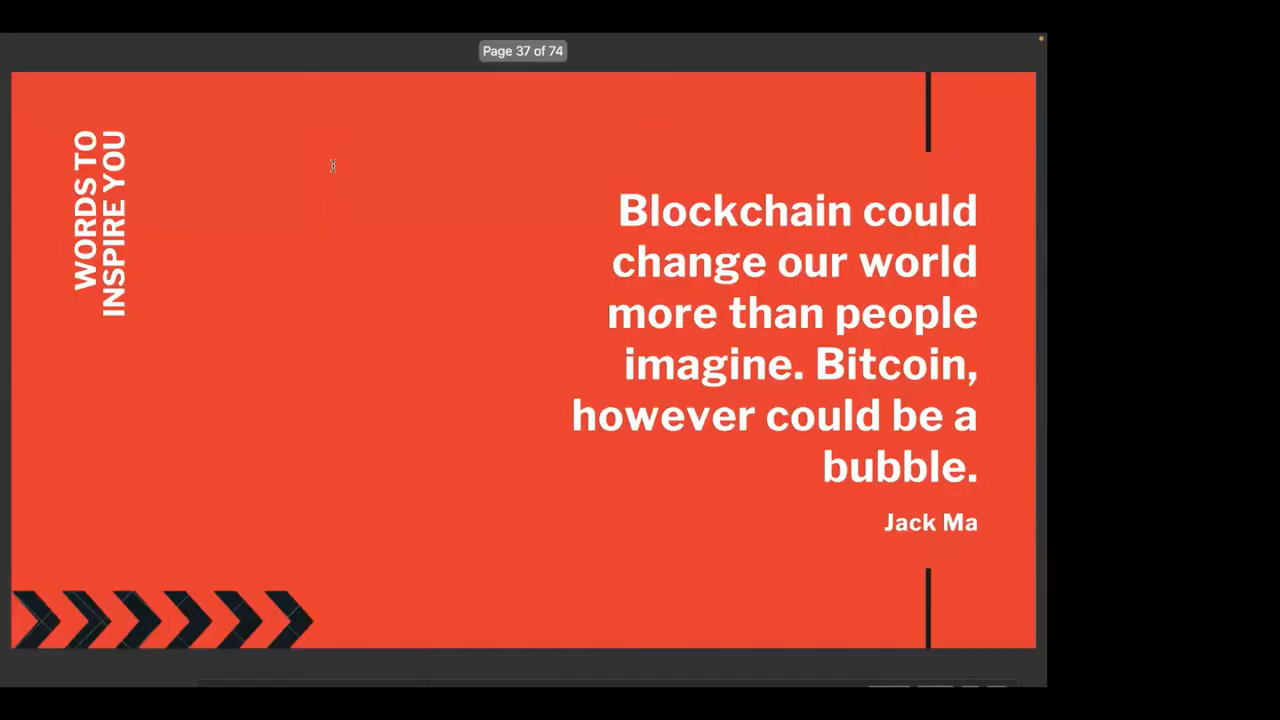 Page 37 of 74
WORDS TO
INSPIRE YOU
Blockchain could
change our world
more than people
imagine. Bitcoin,
however could be a
bubble.
Jack Ma